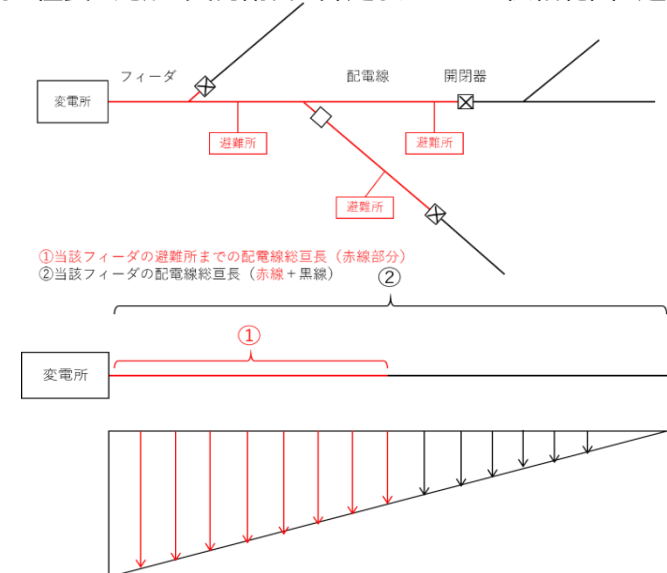 フィーダ
配電線
開閉器
変電所
避難所
避難所
避難所
①当該フィーダの避難所までの配電線総亘長（赤線部分）
②当該フィーダの配電線総亘長（赤線＋黒線）
②
①
変電所